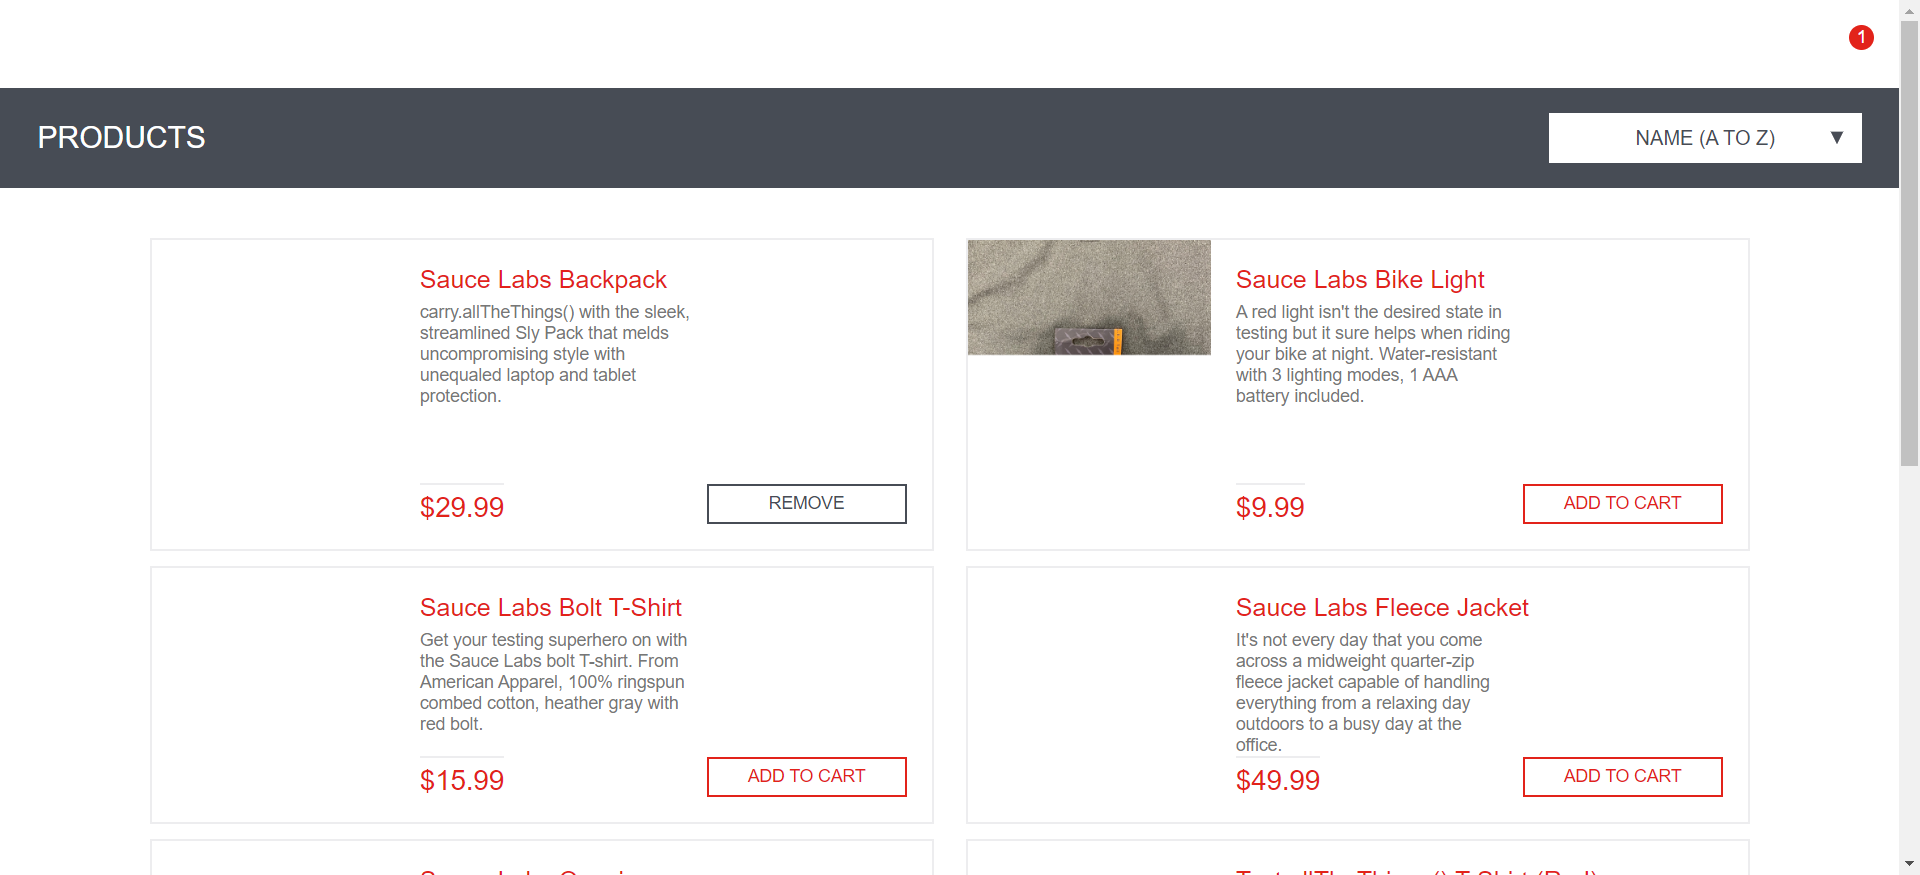 1
PRODUCTS
NAME (A TO Z) ▼
Sauce Labs Backpack
carry.allTheThings() with the sleek,
streamlined Sly Pack that melds
uncompromising style with
unequaled laptop and tablet
protection.
$29.99
REMOVE
Sauce Labs Bike Light
A red light isn't the desired state in
testing but it sure helps when riding
your bike at night. Water-resistant
with 3 lighting modes, 1 AAA
battery included.
$9.99
ADD TO CART
Sauce Labs Bolt T-Shirt
Get your testing superhero on with
the Sauce Labs bolt T-shirt. From
American Apparel, 100% ringspun
combed cotton, heather gray with
red bolt.
$15.99
ADD TO CART
Sauce Labs Fleece Jacket
It's not every day that you come
across a midweight quarter-zip
fleece jacket capable of handling
everything from a relaxing day
outdoors to a busy day at the
office.
$49.99
ADD TO CART